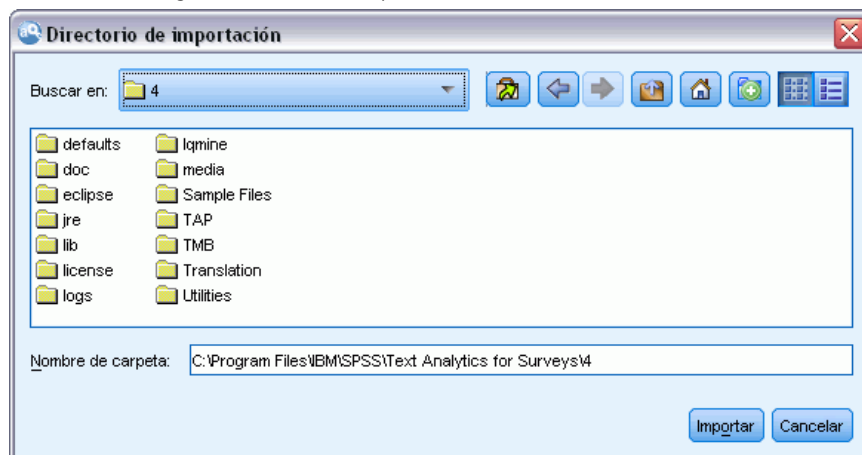 Directorio de importación
Buscar en: 4
defaults lqmine
doc media
eclipse Sample Files
jre TAP
lib TMB
license Translation
logs Utilities
Nombre de carpeta: C:\Program Files\IBM\SPSS\Text Analytics for Surveys\4
Importar Cancelar